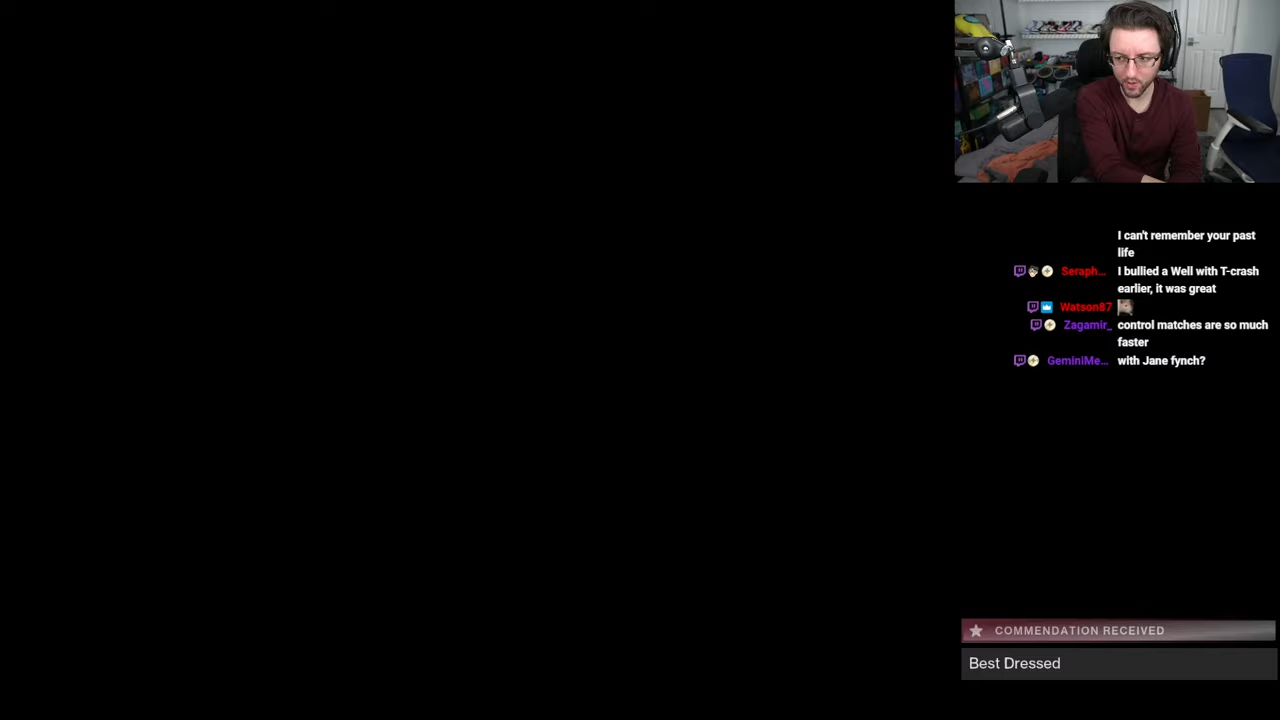 I can't remember your past
life
Seraph... I bullied a Well with T-crash
earlier, it was great
Watson87
Zagamir_ control matches are so much
faster
GeminiMe... with Jane fynch?
COMMENDATION RECEIVED
Best Dressed